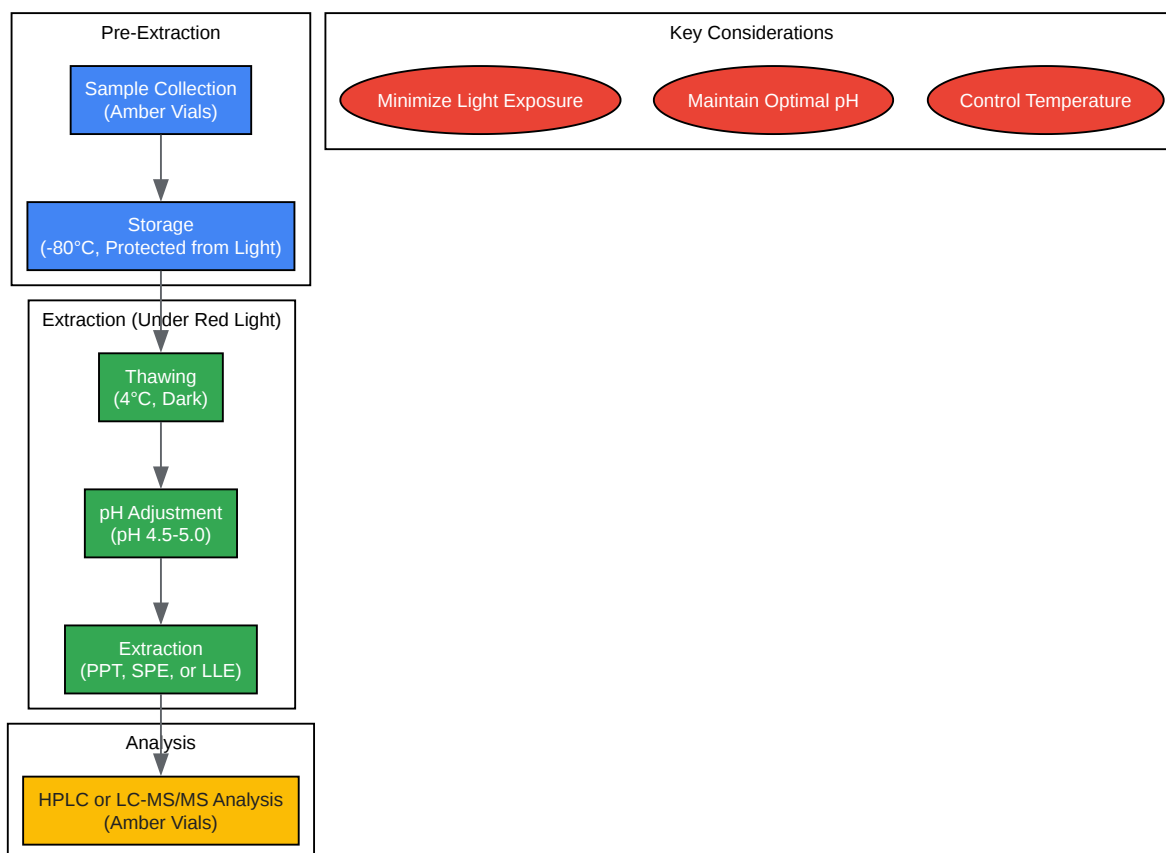 Pre-Extraction
Sample Collection
(Amber Vials)
Storage
(-80°C, Protected from Light)
Extraction (Under Red Light)
Thawing
(4°C, Dark)
pH Adjustment
(pH 4.5-5.0)
Extraction
(PPT, SPE, or LLE)
Analysis
HPLC or LC-MS/MS Analysis
(Amber Vials)
Key Considerations
Minimize Light Exposure
Maintain Optimal pH
Control Temperature